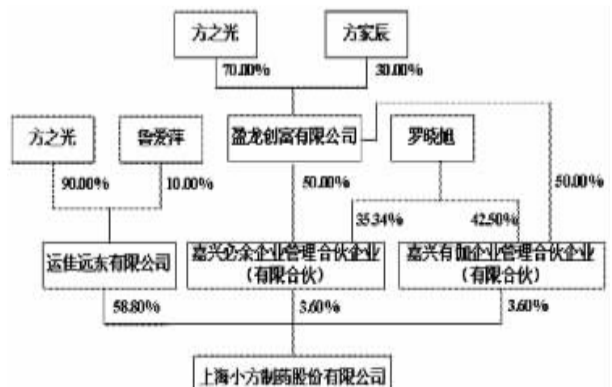 方之光
方家辰
70.00%
30.00%
方之光
鲁爱萍
盈龙创富有限公司
罗晓旭
90.00%
10.00%
50.00%
50.00%
35.34%
42.50%
运佳远东有限公司
嘉兴必余企业管理合伙企业
(有限合伙)
嘉兴有伽企业管理合伙企业
(有限合伙)
58.80%
3.60%
3.60%
上海小方制药股份有限公司